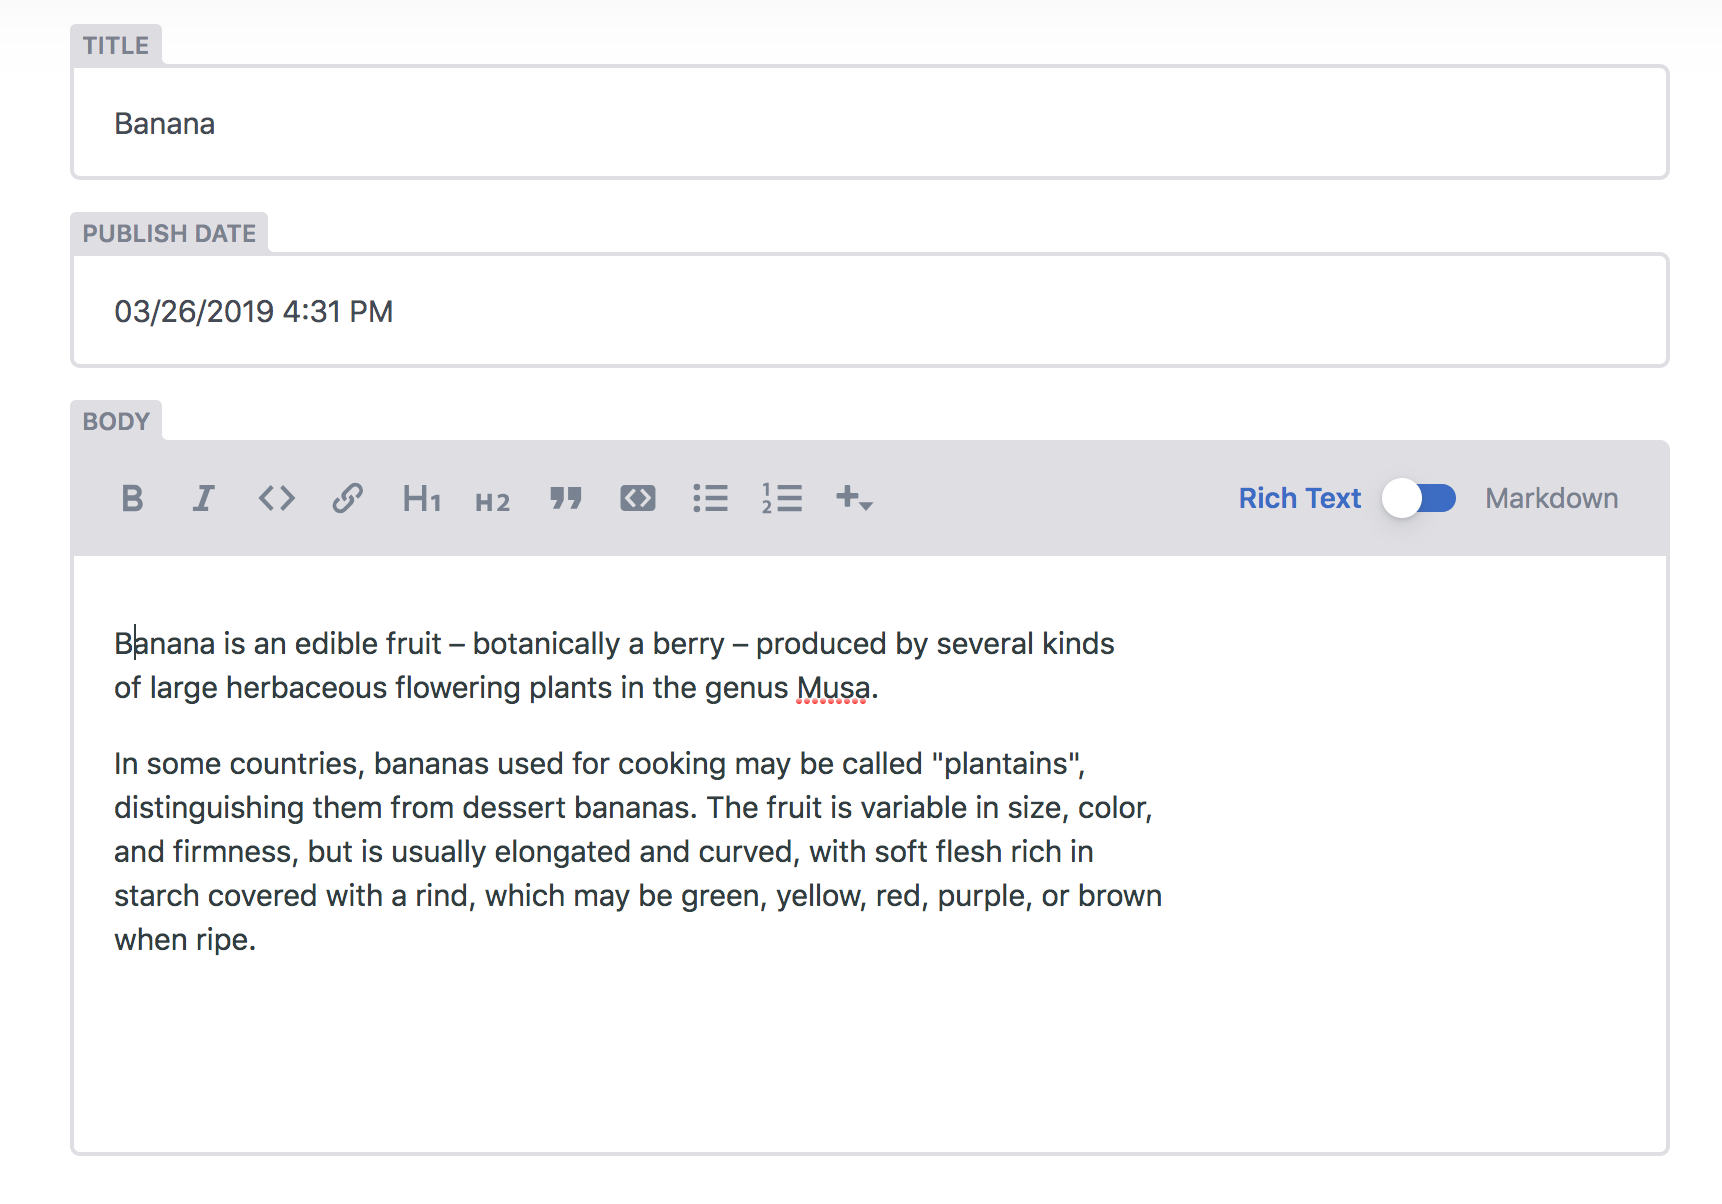 TITLE
Banana
PUBLISH DATE
03/26/2019 4:31 PM
BODY
B I <> H1 H2 " <> 1 2 + Rich Text Markdown
Banana is an edible fruit – botanically a berry – produced by several kinds
of large herbaceous flowering plants in the genus Musa.
In some countries, bananas used for cooking may be called "plantains",
distinguishing them from dessert bananas. The fruit is variable in size, color,
and firmness, but is usually elongated and curved, with soft flesh rich in
starch covered with a rind, which may be green, yellow, red, purple, or brown
when ripe.